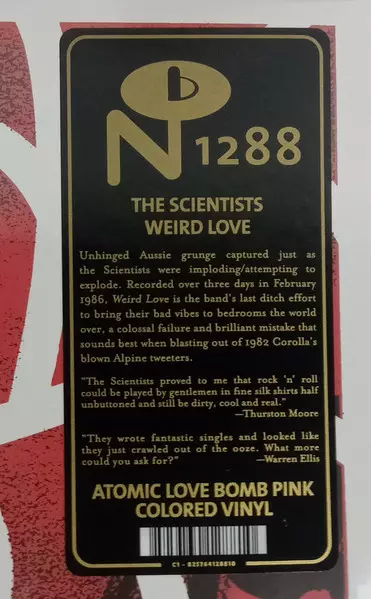 N 1288
THE SCIENTISTS
WEIRD LOVE
Unhinged Aussie grunge captured just as
the Scientists were imploding/attempting to
explode. Recorded over three days in February
1986, Weird Love is the band's last ditch effort
to bring their bad vibes to bedrooms the world
over, a colossal failure and brilliant mistake that
sounds best when blasting out of 1982 Corolla's
blown Alpine tweeters.
"The Scientists proved to me that rock 'n' roll
could be played by gentlemen in fine silk shirts half
unbuttoned and still be dirty, cool and real."
—Thurston Moore
"They wrote fantastic singles and looked like
they just crawled out of the ooze. What more
could you ask for?" —Warren Ellis
ATOMIC LOVE BOMB PINK
COLORED VINYL
C1 - 825764128810